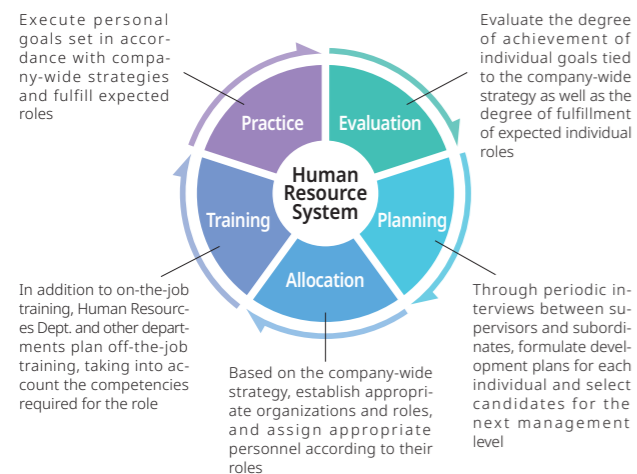 Execute personal
goals set in accor-
dance with compa-
ny-wide strategies
and fulfill expected
roles
Evaluate the degree
of achievement of
individual goals tied
to the company-wide
strategy as well as the
degree of fulfillment
of expected individual
roles
Practice
Evaluation
Human
Resource
System
Training
Planning
Allocation
In addition to on-the-job
training, Human Resourc-
es Dept. and other depart-
ments plan off-the-job
training, taking into ac-
count the competencies
required for the role
Based on the company-wide
strategy, establish appropri-
ate organizations and roles,
and assign appropriate
personnel according to their
roles
Through periodic in-
terviews between su-
pervisors and subordi-
nates, formulate devel-
opment plans for each
individual and select
candidates for the
next management
level